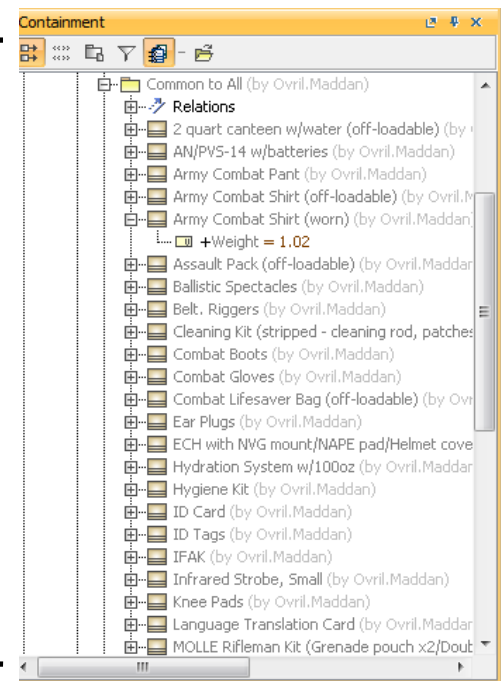 Containment
Common to All (by Ovril.Maddan)
Relations
2 quart canteen w/water (off-loadable) (by
AN/PVS-14 w/batteries (by Ovril.Maddan)
Army Combat Pant (by Ovril.Maddan)
Army Combat Shirt (off-loadable) (by Ovril.M
Army Combat Shirt (worn) (by Ovril.Maddan)
+Weight = 1.02
Assault Pack (off-loadable) (by Ovril.Maddar
Ballistic Spectacles (by Ovril.Maddan)
Belt. Riggers (by Ovril.Maddan)
Cleaning Kit (stripped - cleaning rod, patches
Combat Boots (by Ovril.Maddan)
Combat Gloves (by Ovril.Maddan)
Combat Lifesaver Bag (off-loadable) (by Ovr
Ear Plugs (by Ovril.Maddan)
ECH with NVG mount/NAPE pad/Helmet cove
Hydration System w/100oz (by Ovril.Maddar
Hygiene Kit (by Ovril.Maddan)
ID Card (by Ovril.Maddan)
ID Tags (by Ovril.Maddan)
IFAK (by Ovril.Maddan)
Infrared Strobe, Small (by Ovril.Maddan)
Knee Pads (by Ovril.Maddan)
Language Translation Card (by Ovril.Maddar
MOLLE Rifleman Kit (Grenade pouch x2/Doub